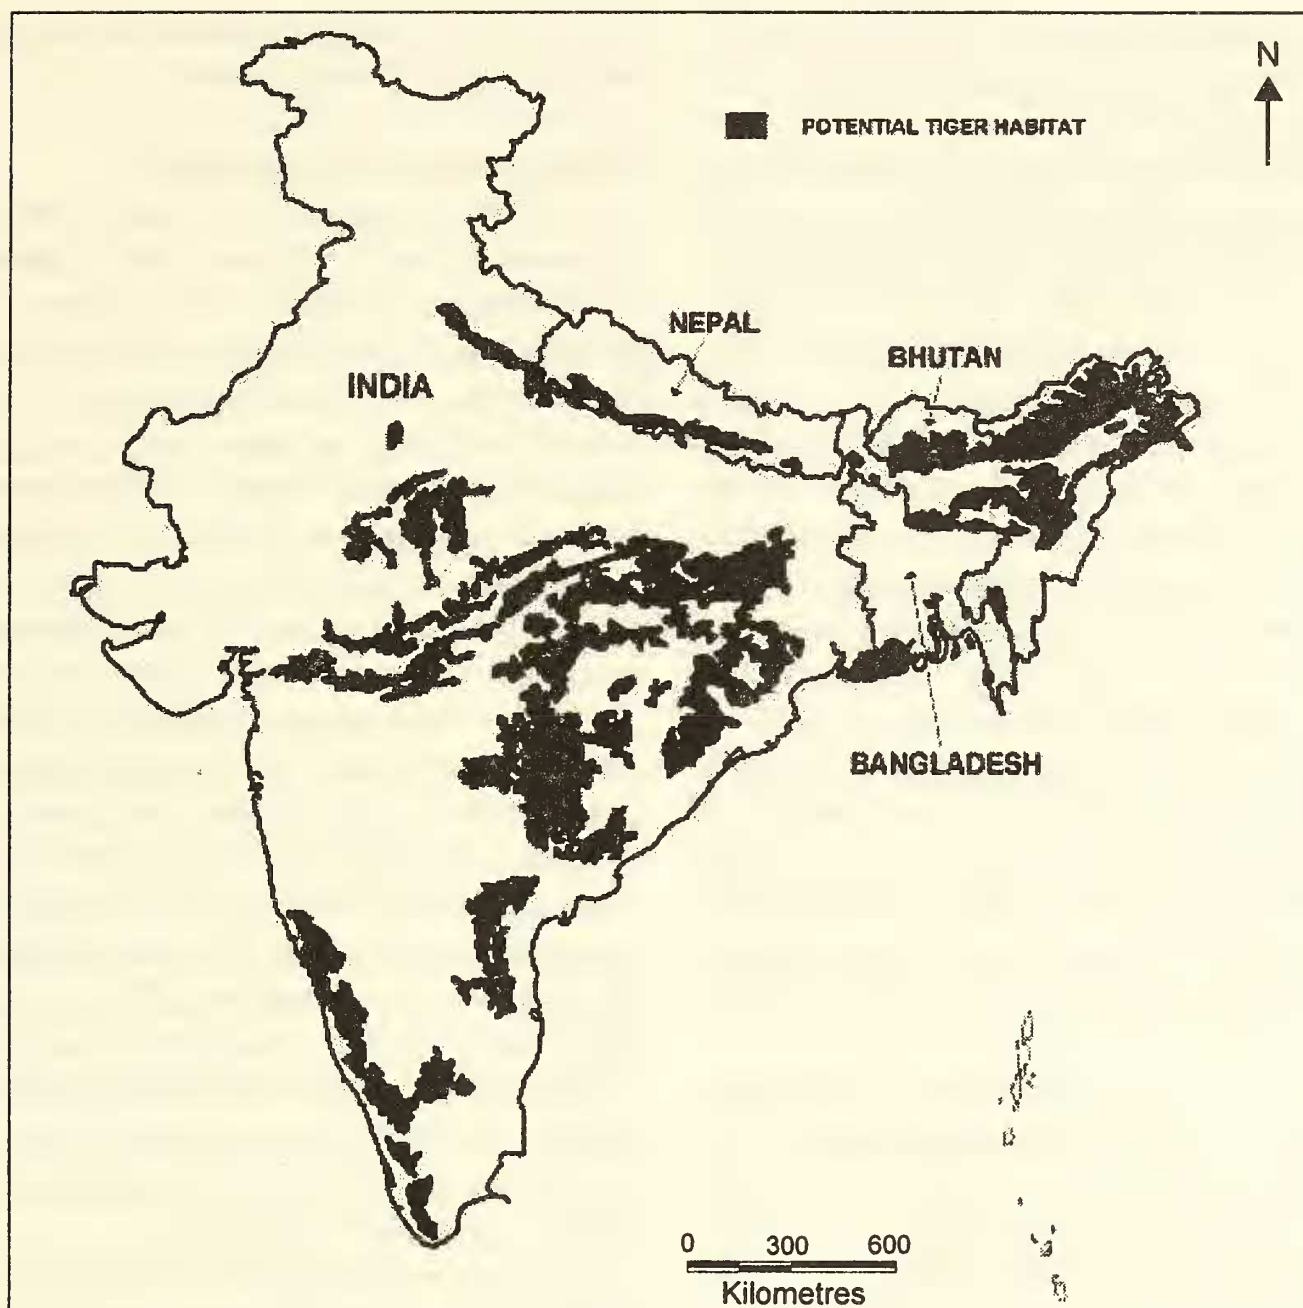 N
POTENTIAL TIGER HABITAT
NEPAL
BHUTAN
INDIA
BANGLADESH
0 300 600
Kilometres